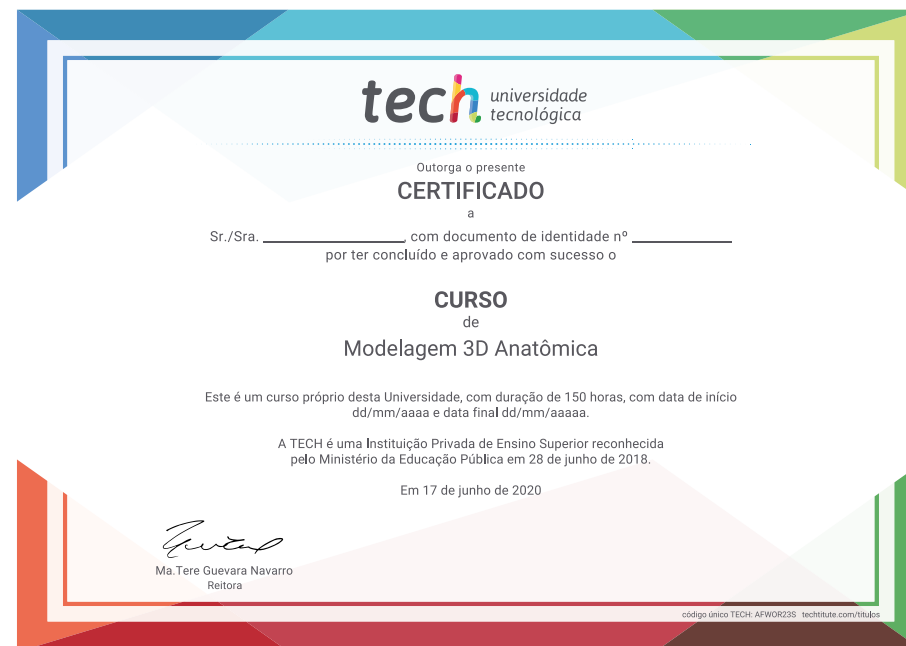 tech universidade
tecnológica
Outorga o presente
CERTIFICADO
a
Sr./Sra. ____________, com documento de identidade nº ____________
por ter concluído e aprovado com sucesso o
CURSO
de
Modelagem 3D Anatômica
Este é um curso próprio desta Universidade, com duração de 150 horas, com data de início
dd/mm/aaaa e data final dd/mm/aaaaa.
A TECH é uma Instituição Privada de Ensino Superior reconhecida
pelo Ministério da Educação Pública em 28 de junho de 2018.
Em 17 de junho de 2020
Ma.Tere Guevara Navarro
Reitora
código único TECH: AFWOR23S techtitute.com/titulos